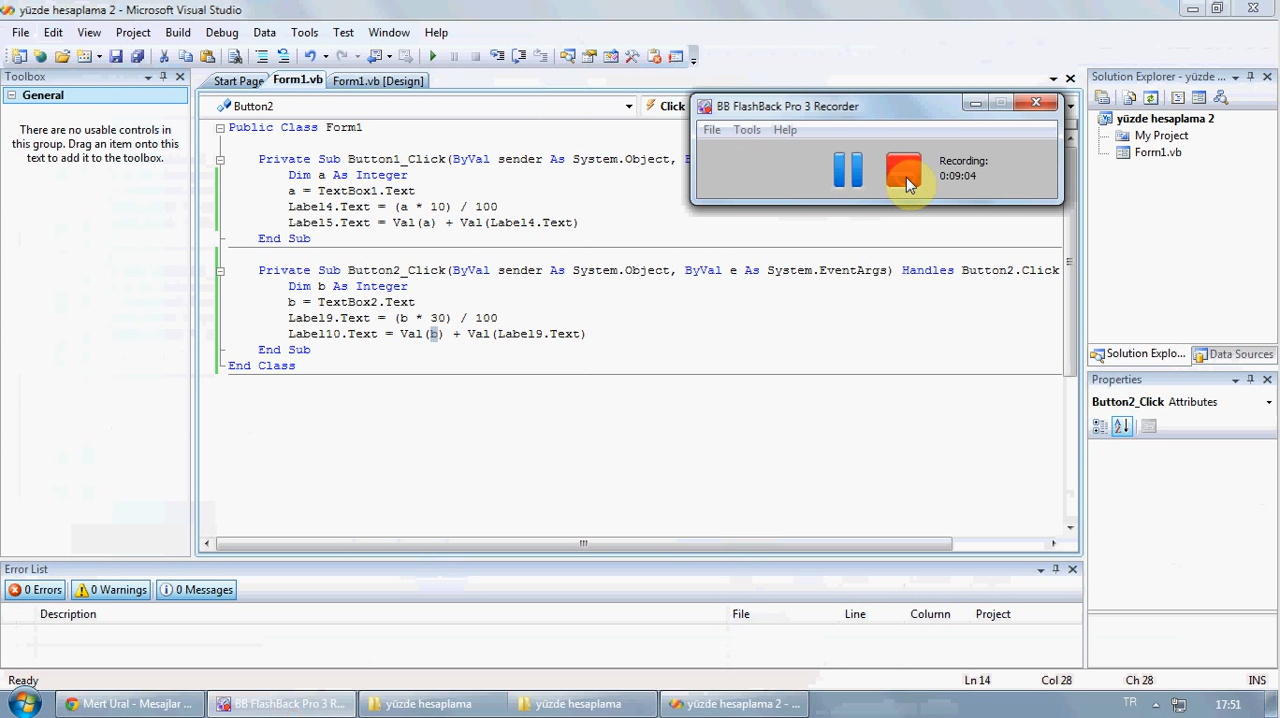 yüzde hesaplama 2 - Microsoft Visual Studio
File Edit View Project Build Debug Data Tools Test Window Help
Toolbox
General
There are no usable controls in
this group. Drag an item onto this
text to add it to the toolbox.
Start Page Form1.vb Form1.vb [Design]
Button2
Click
BB FlashBack Pro 3 Recorder
File Tools Help
Recording:
0:09:04
Public Class Form1
Private Sub Button1_Click(ByVal sender As System.Object,
Dim a As Integer
a = TextBox1.Text
Label4.Text = (a * 10) / 100
Label5.Text = Val(a) + Val(Label4.Text)
End Sub
Private Sub Button2_Click(ByVal sender As System.Object, ByVal e As System.EventArgs) Handles Button2.Click
Dim b As Integer
b = TextBox2.Text
Label9.Text = (b * 30) / 100
Label10.Text = Val(b) + Val(Label9.Text)
End Sub
End Class
Solution Explorer - yüzde ...
yüzde hesaplama 2
My Project
Form1.vb
Solution Explo... Data Sources
Properties
Button2_Click Attributes
Error List
0 Errors 0 Warnings 0 Messages
Description File Line Column Project
Ready Ln 14 Col 28 Ch 28 INS
Mert Ural - Mesajlar ... BB FlashBack Pro 3 R... yüzde hesaplama yüzde hesaplama yüzde hesaplama 2 - ... TR 17:51